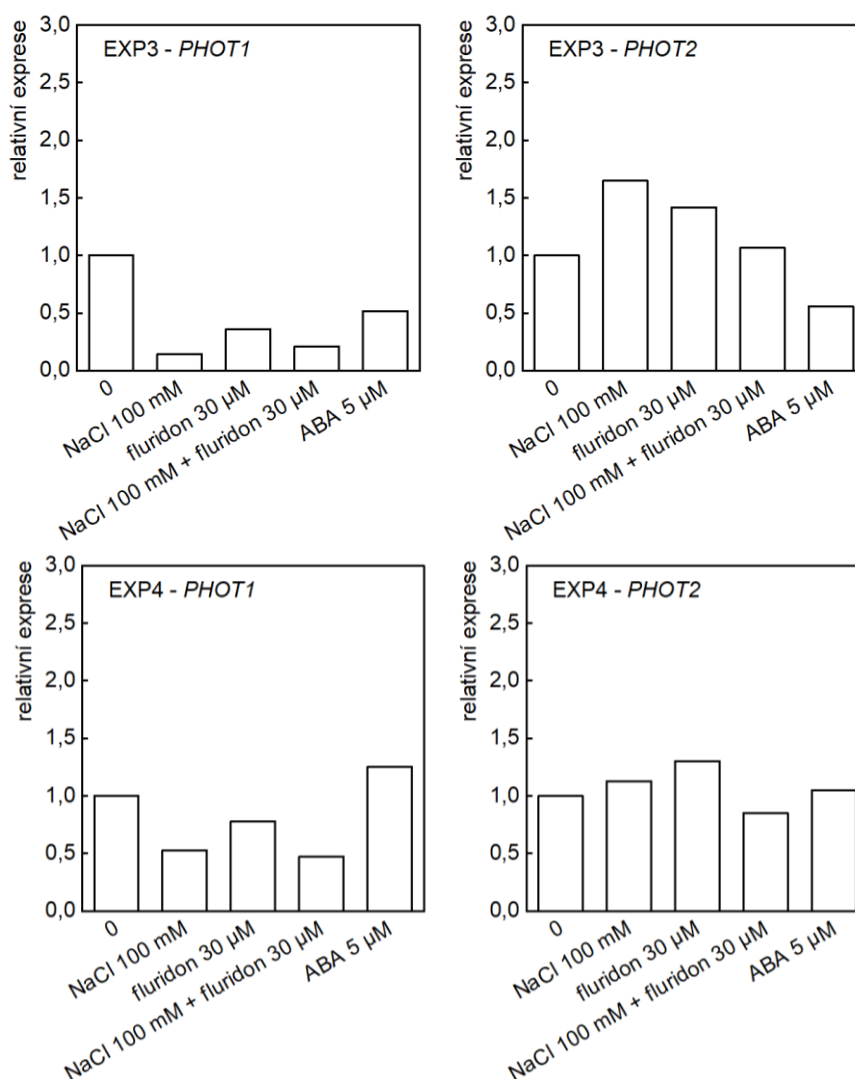 EXP3 - PHOT1
relativní exprese
3,0
2,5
2,0
1,5
1,0
0,5
0,0
0
NaCl 100 mM
fluridon 30 µM
NaCl 100 mM + fluridon 30 µM
ABA 5 µM
EXP3 - PHOT2
relativní exprese
3,0
2,5
2,0
1,5
1,0
0,5
0,0
0
NaCl 100 mM
fluridon 30 µM
NaCl 100 mM + fluridon 30 µM
ABA 5 µM
EXP4 - PHOT1
relativní exprese
3,0
2,5
2,0
1,5
1,0
0,5
0,0
0
NaCl 100 mM
fluridon 30 µM
NaCl 100 mM + fluridon 30 µM
ABA 5 µM
EXP4 - PHOT2
relativní exprese
3,0
2,5
2,0
1,5
1,0
0,5
0,0
0
NaCl 100 mM
fluridon 30 µM
NaCl 100 mM + fluridon 30 µM
ABA 5 µM